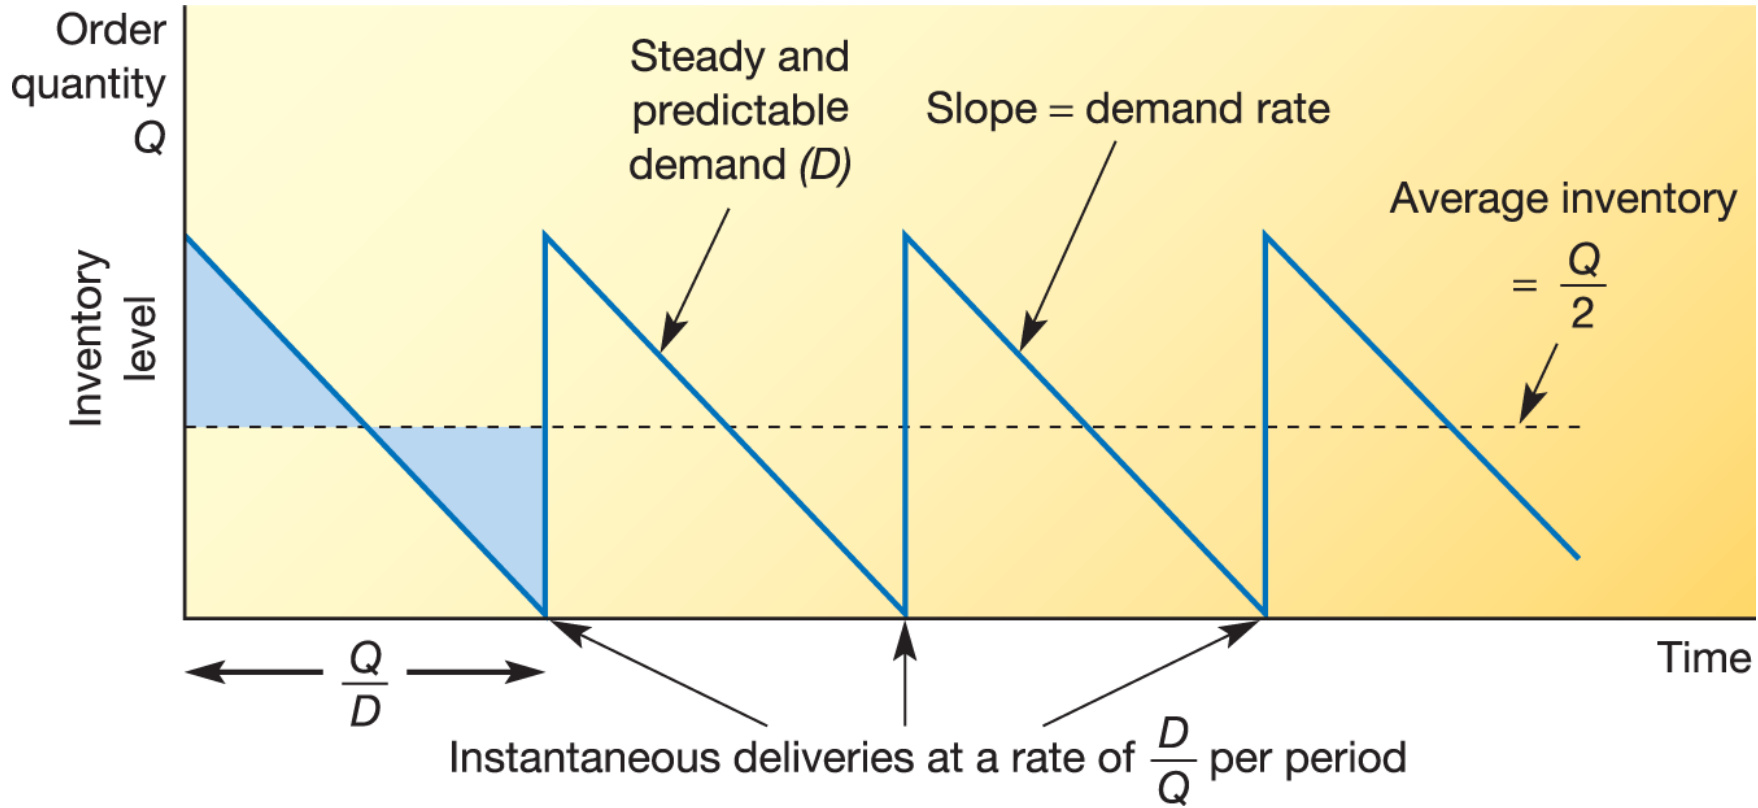 Order
quantity
Q
Inventory
level
Steady and
predictable
demand (D)
Slope = demand rate
Average inventory
= Q/2
Q/D
Time
Instantaneous deliveries at a rate of D/Q per period